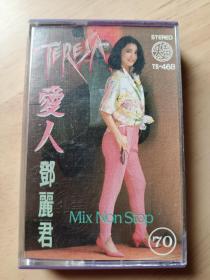 TERESA
STEREO
TS-468
愛人
鄧麗君
Mix Non Stop
70